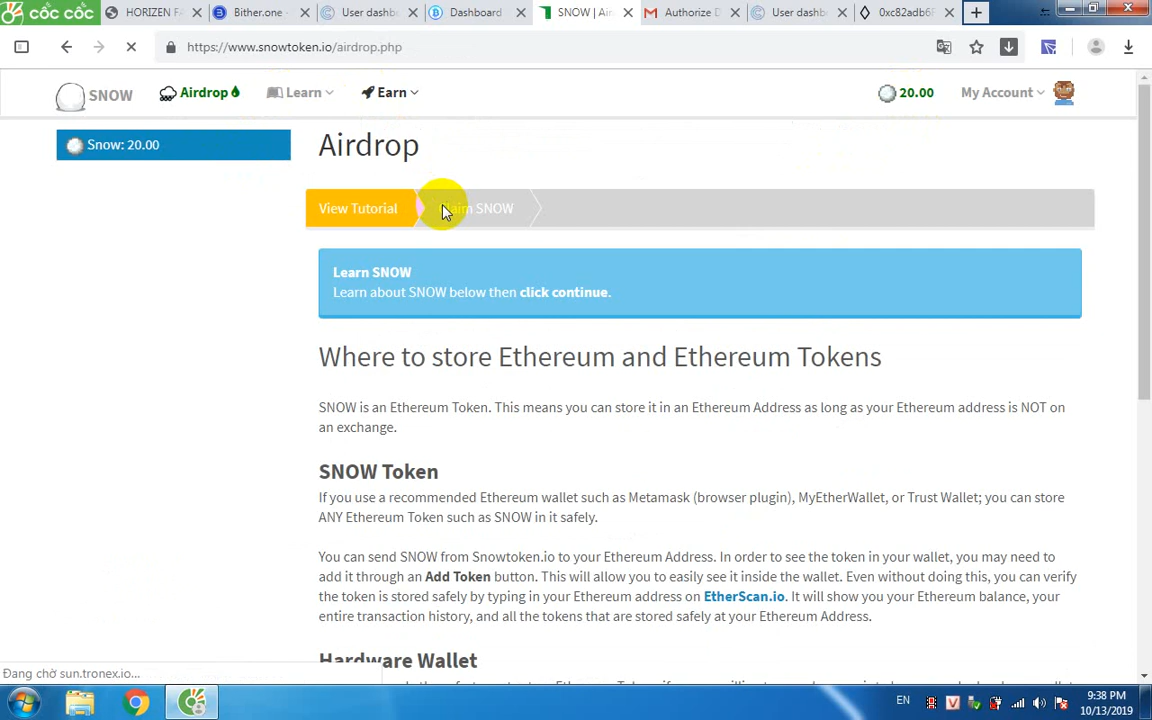 cốc cốc
HORIZEN FA
Bither.one -
User dashb
Dashboard
SNOW | Air
Authorize D
User dashb
0xc82adb6F
https://www.snowtoken.io/airdrop.php
SNOW
Airdrop
Learn
Earn
20.00
My Account
Snow: 20.00
Airdrop
View Tutorial
Claim SNOW
Learn SNOW
Learn about SNOW below then click continue.
Where to store Ethereum and Ethereum Tokens
SNOW is an Ethereum Token. This means you can store it in an Ethereum Address as long as your Ethereum address is NOT on
an exchange.
SNOW Token
If you use a recommended Ethereum wallet such as Metamask (browser plugin), MyEtherWallet, or Trust Wallet; you can store
ANY Ethereum Token such as SNOW in it safely.
You can send SNOW from Snowtoken.io to your Ethereum Address. In order to see the token in your wallet, you may need to
add it through an Add Token button. This will allow you to easily see it inside the wallet. Even without doing this, you can verify
the token is stored safely by typing in your Ethereum address on EtherScan.io. It will show you your Ethereum balance, your
entire transaction history, and all the tokens that are stored safely at your Ethereum Address.
Hardware Wallet
Đang chờ sun.tronex.io...
EN
9:38 PM
10/13/2019